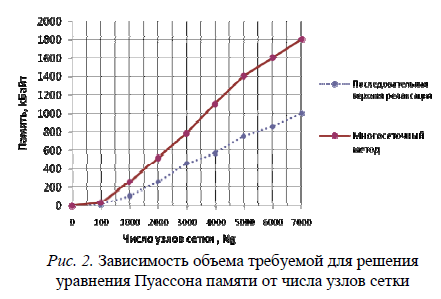 2000
1800
1600
1400
1200
1000
800
600
400
200
0
Память, кБайт
0 100 1000 2000 3000 4000 5000 6000 7000
Число узлов сетки , Ng
Последовательная
верхняя релаксация
Многосеточный
метод
Рис. 2. Зависимость объема требуемой для решения
уравнения Пуассона памяти от числа узлов сетки